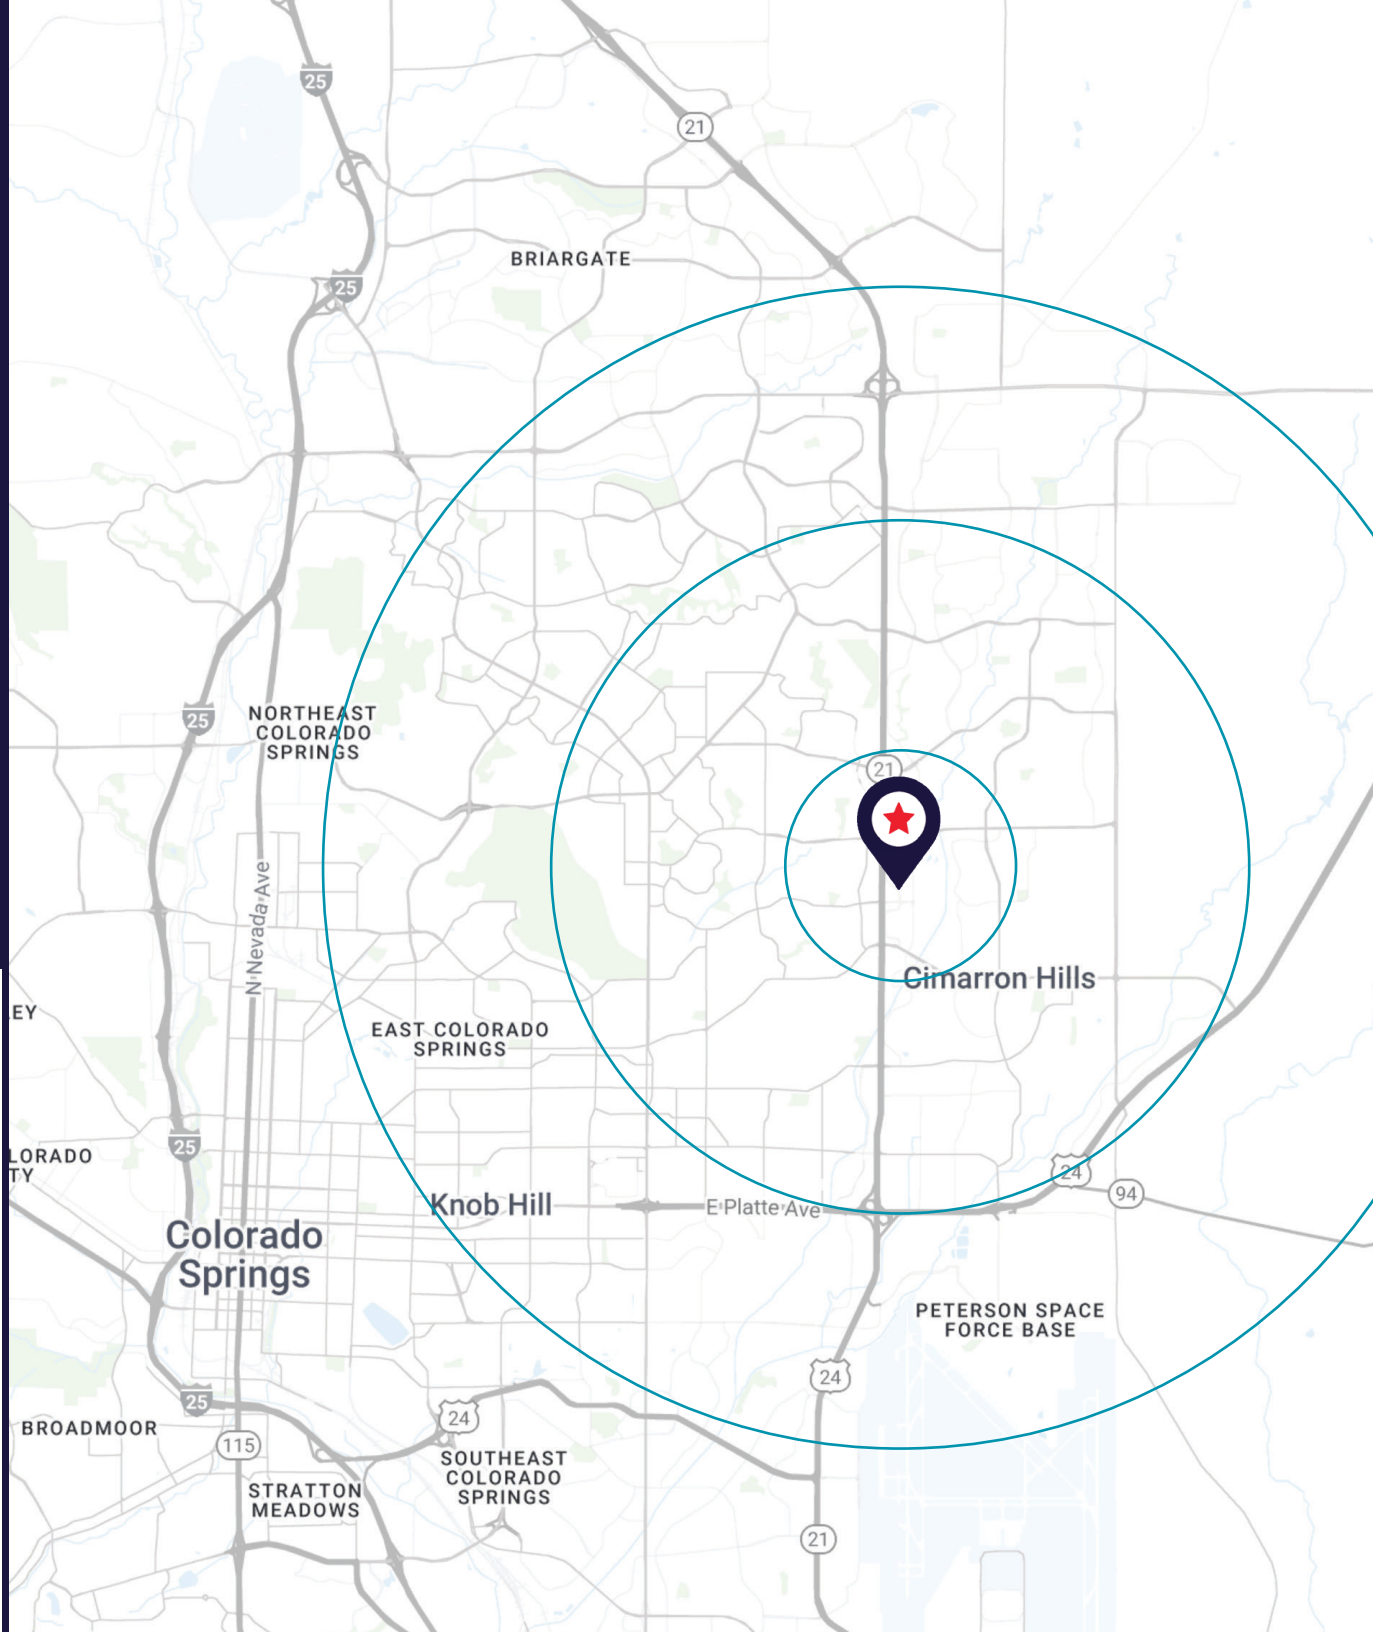 25
21
BRIARGATE
25
25
NORTHEAST
COLORADO
SPRINGS
21
N Nevada Ave
Cimarron Hills
EY
EAST COLORADO
SPRINGS
25
LORADO
TY
24
94
Knob Hill
E Platte Ave
Colorado
Springs
PETERSON SPACE
FORCE BASE
24
25
24
BROADMOOR
115
SOUTHEAST
COLORADO
SPRINGS
STRATTON
MEADOWS
21